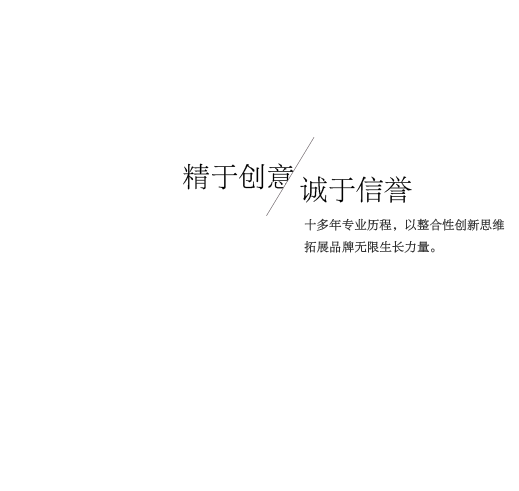 精于创意
诚于信誉
十多年专业历程，以整合性创新思维
拓展品牌无限生长力量。